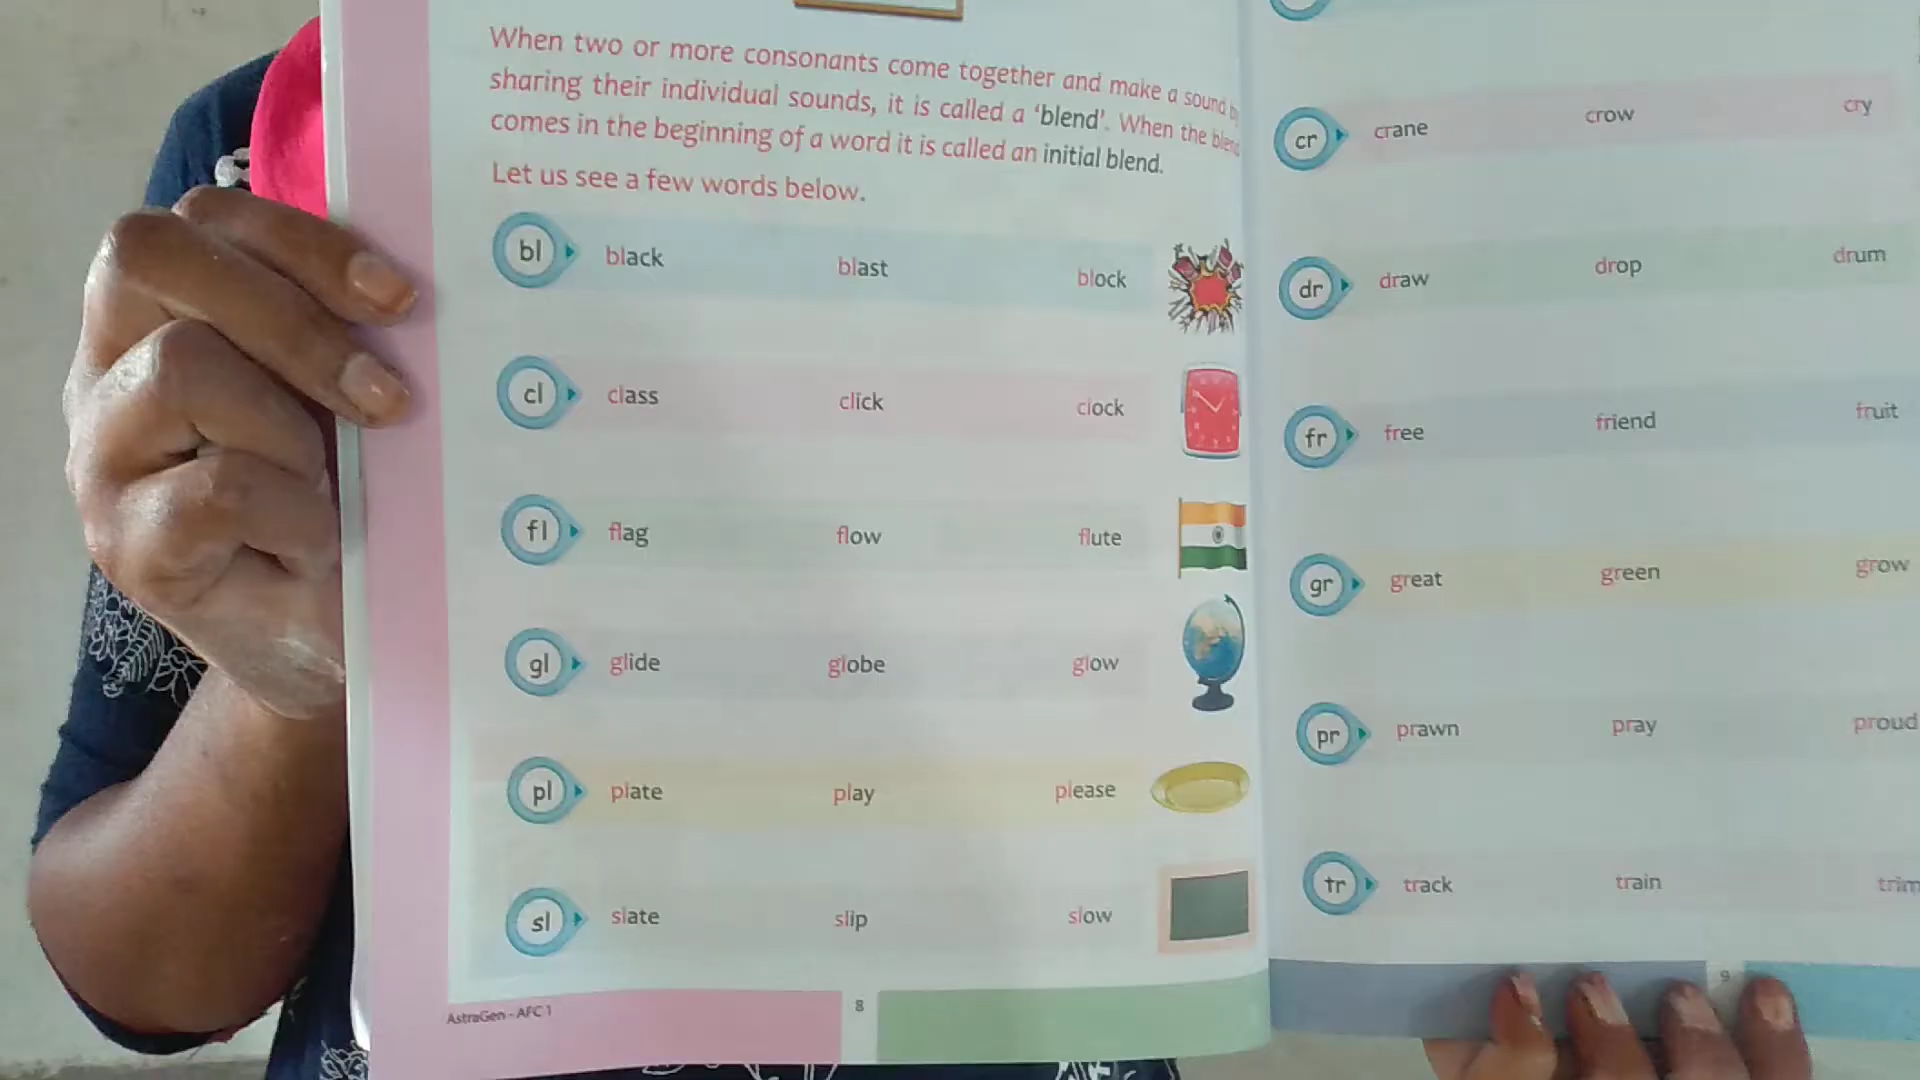 When two or more consonants come together and make a sound by
sharing their individual sounds, it is called a ‘blend’. When the blend
comes in the beginning of a word it is called an initial blend.
Let us see a few words below.
bl black blast block
cl class click clock
fl flag flow flute
gl glide globe glow
pl plate play please
sl slate slip slow
AstraGen - AFC 1
8
cr crane crow cry
dr draw drop drum
fr free friend fruit
gr great green grow
pr prawn pray proud
tr track train trim
9